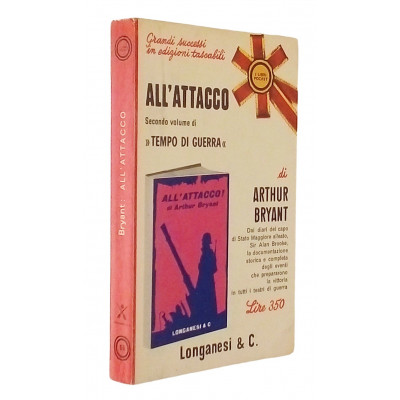 Grandi successi
in edizioni tascabili
I LIBRI
POCKET
ALL'ATTACCO
Secondo volume di
»TEMPO DI GUERRA«
di
ARTHUR
BRYANT
Dai diari del capo
di Stato Maggiore alleato,
Sir Alan Brooke,
la documentazione
storica e completa
degli eventi
che prepararono
la vittoria
in tutti i teatri di guerra
Lire 350
ALL'ATTACCO!
di Arthur Bryant
LONGANESI & C
Longanesi & C.
Bryant: ALL'ATTACCO